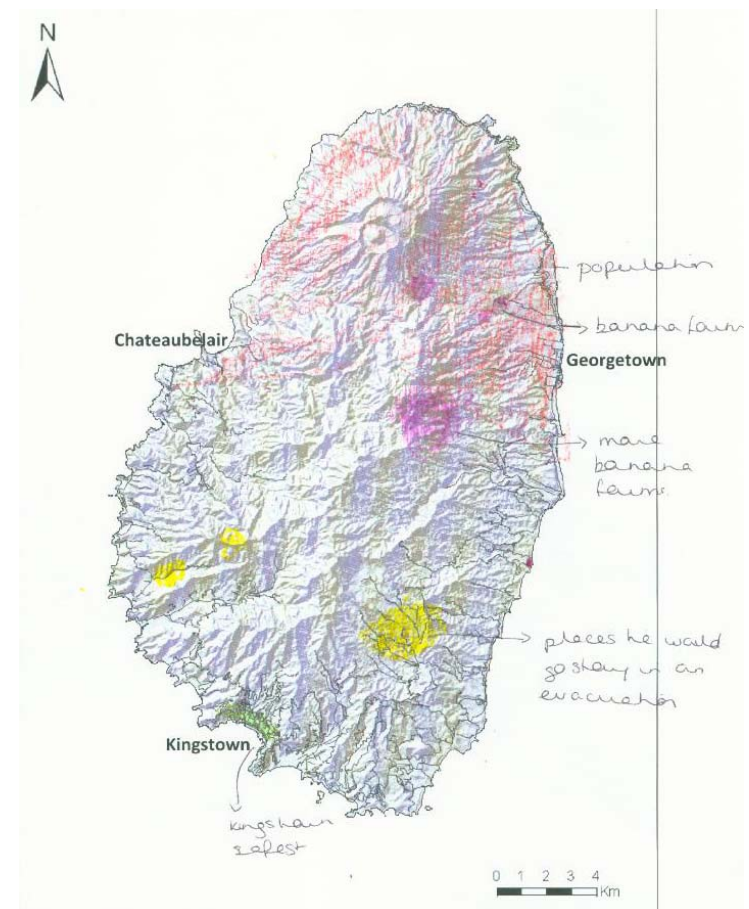 N
population
banana farm
Chateaubelair
Georgetown
more
banana
farms
places he would
go stay in an
evacuation
Kingstown
Kingstown
safest
0 1 2 3 4
Km